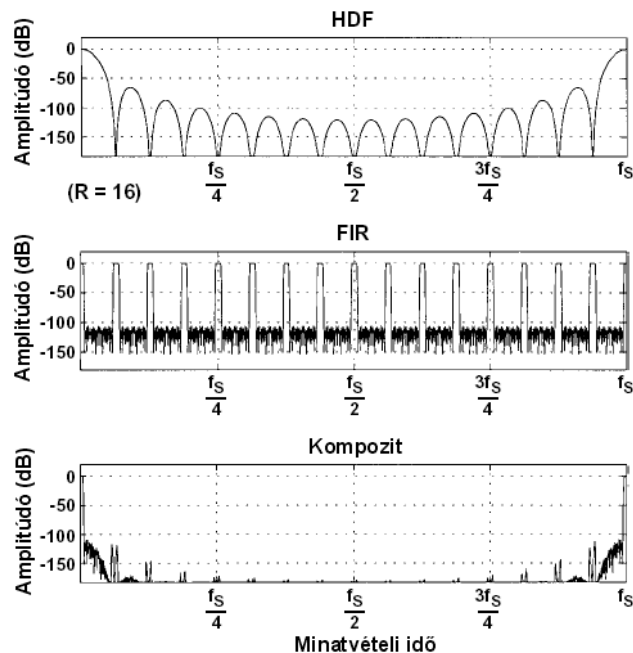 HDF
Amplitúdó (dB)
0
-50
-100
-150
fS/4
fS/2
3fS/4
fS
(R = 16)
FIR
Amplitúdó (dB)
0
-50
-100
-150
fS/4
fS/2
3fS/4
fS
Kompozit
Amplitúdó (dB)
0
-50
-100
-150
fS/4
fS/2
3fS/4
fS
Minatvételi idő